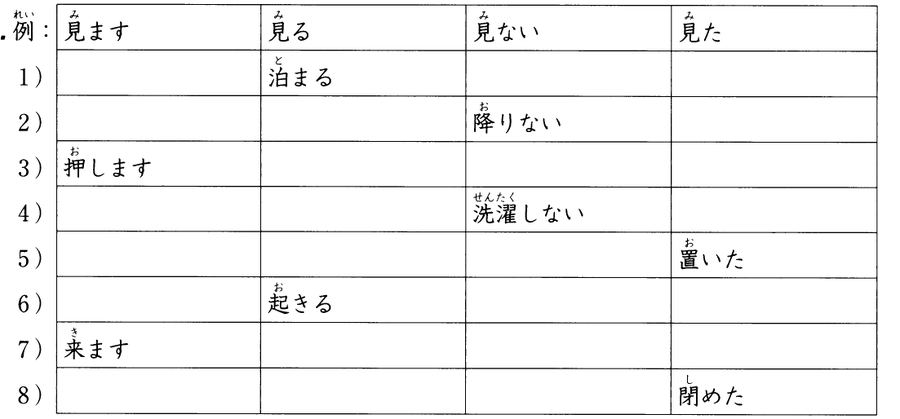 例：見ます 見る 見ない 見た
1) 泊まる
2) 降りない
3) 押します
4) 洗濯しない
5) 置いた
6) 起きる
7) 来ます
8) 閉めた